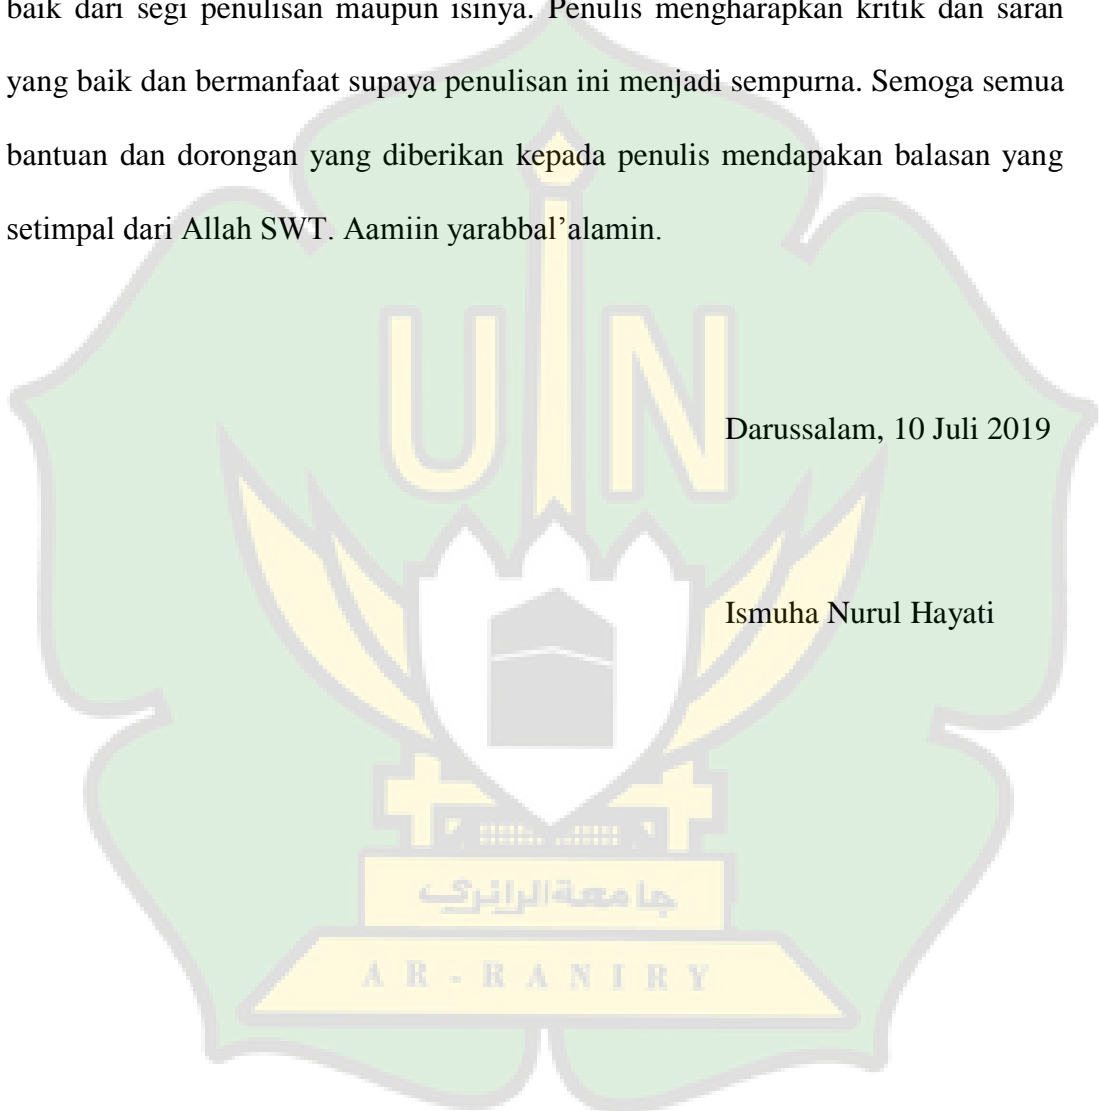 baik dari segi penulisan maupun isinya. Penulis mengharapkan kritik dan saran
yang baik dan bermanfaat supaya penulisan ini menjadi sempurna. Semoga semua
bantuan dan dorongan yang diberikan kepada penulis mendapakan balasan yang
setimpal dari Allah SWT. Aamiin yarabbal’alamin.
UIN
Darussalam, 10 Juli 2019
Ismuha Nurul Hayati
جامعة الرانري
AR-RANIRY